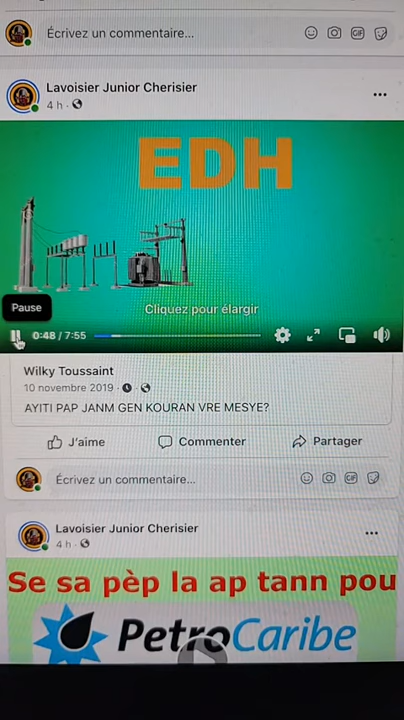 Écrivez un commentaire...
GIF
Lavoisier Junior Cherisier
4 h ·
EDH
Pause
Cliquez pour élargir
0:48 / 7:55
Wilky Toussaint
10 novembre 2019 ·
AYITI PAP JANM GEN KOURAN VRE MESYE?
J'aime
Commenter
Partager
Écrivez un commentaire...
GIF
Lavoisier Junior Cherisier
4 h ·
Se sa pèp la ap tann pou
PetroCaribe